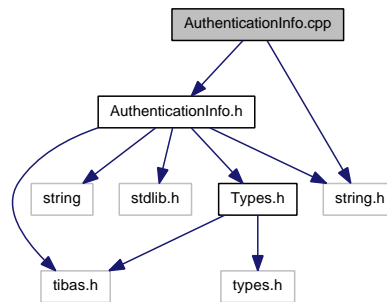 AuthenticationInfo.cpp
AuthenticationInfo.h
string
stdlib.h
Types.h
string.h
tibas.h
types.h